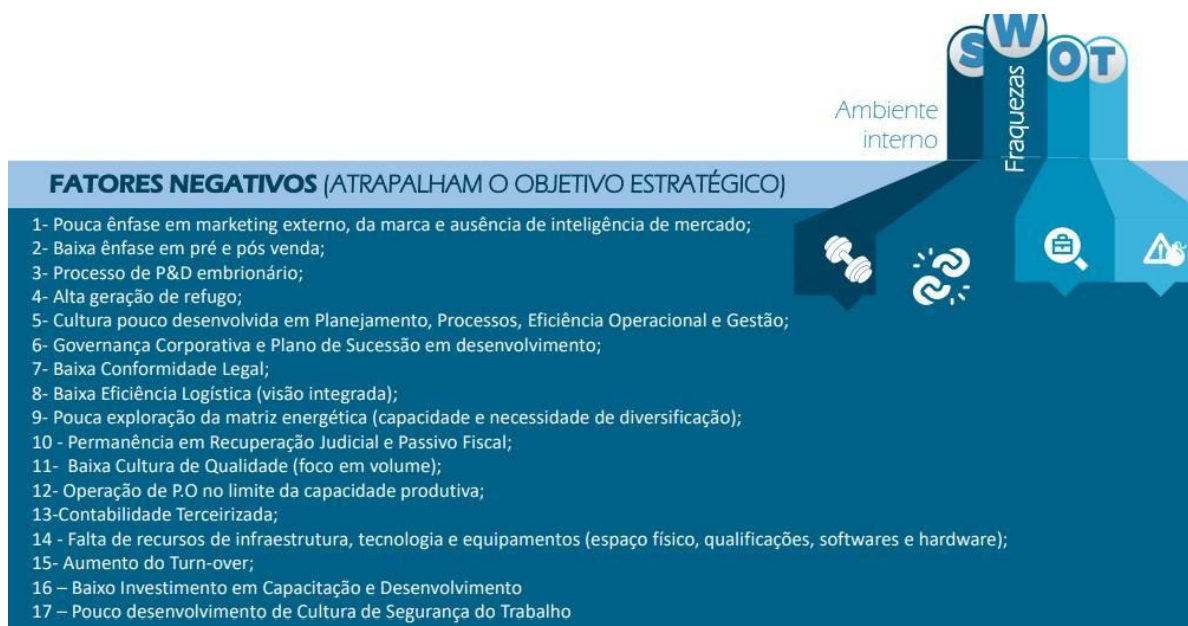 SWOT
Ambiente
interno
Fraquezas
FATORES NEGATIVOS (ATRAPALHAM O OBJETIVO ESTRATÉGICO)
1- Pouca ênfase em marketing externo, da marca e ausência de inteligência de mercado;
2- Baixa ênfase em pré e pós venda;
3- Processo de P&D embrionário;
4- Alta geração de refugo;
5- Cultura pouco desenvolvida em Planejamento, Processos, Eficiência Operacional e Gestão;
6- Governança Corporativa e Plano de Sucessão em desenvolvimento;
7- Baixa Conformidade Legal;
8- Baixa Eficiência Logística (visão integrada);
9- Pouca exploração da matriz energética (capacidade e necessidade de diversificação);
10 - Permanência em Recuperação Judicial e Passivo Fiscal;
11-  Baixa Cultura de Qualidade (foco em volume);
12- Operação de P.O no limite da capacidade produtiva;
13-Contabilidade Terceirizada;
14 - Falta de recursos de infraestrutura, tecnologia e equipamentos (espaço físico, qualificações, softwares e hardware);
15- Aumento do Turn-over;
16 – Baixo Investimento em Capacitação e Desenvolvimento
17 – Pouco desenvolvimento de Cultura de Segurança do Trabalho